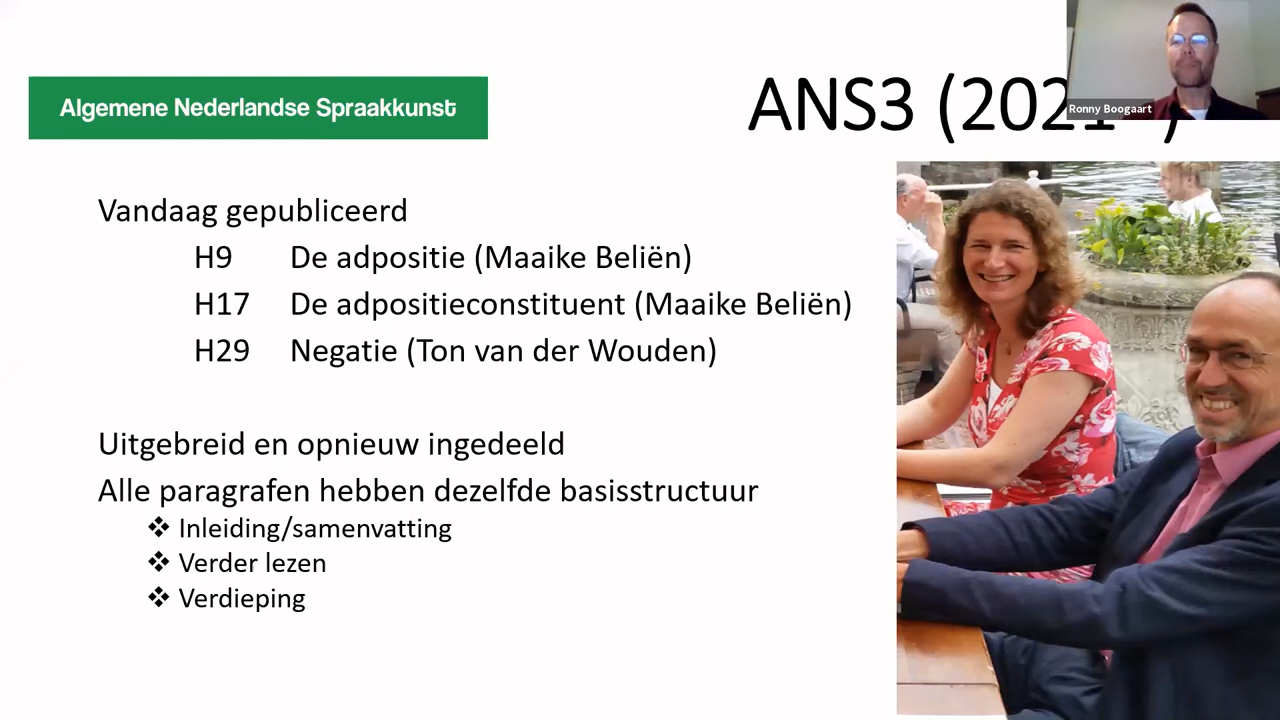 Algemene Nederlandse Spraakkunst
ANS3 (2021- )
Ronny Boogaart
Vandaag gepubliceerd
H9 De adpositie (Maaike Beliën)
H17 De adpositieconstituent (Maaike Beliën)
H29 Negatie (Ton van der Wouden)
Uitgebreid en opnieuw ingedeeld
Alle paragrafen hebben dezelfde basisstructuur
❖ Inleiding/samenvatting
❖ Verder lezen
❖ Verdieping